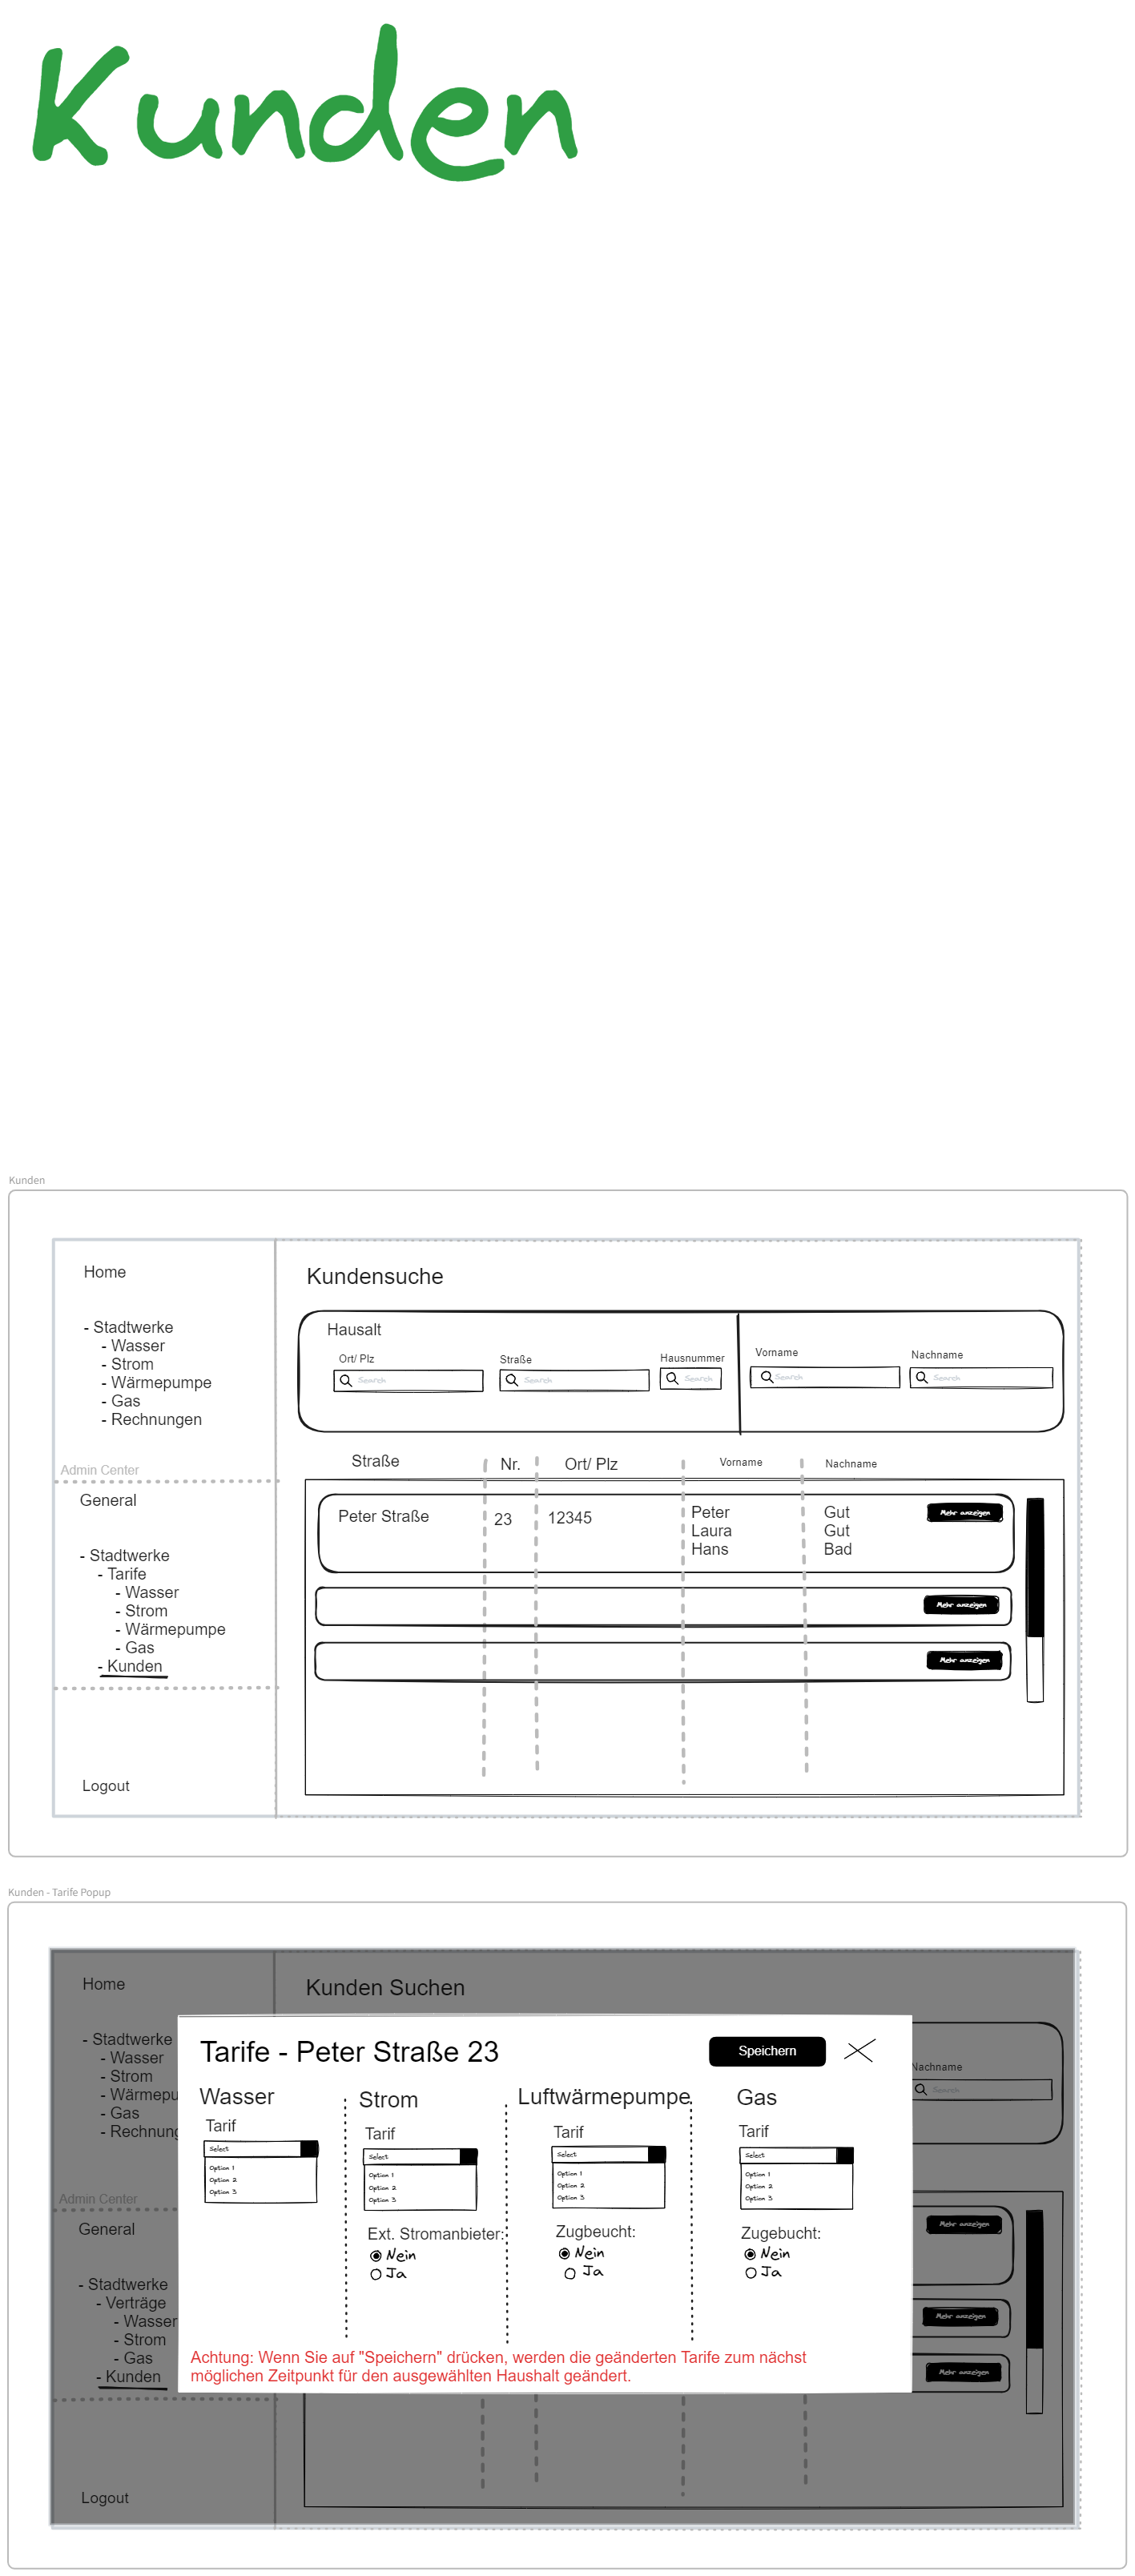 Kunden
Kunden
Home
- Stadtwerke
- Wasser
- Strom
- Wärmepumpe
- Gas
- Rechnungen
Admin Center
General
- Stadtwerke
- Tarife
- Wasser
- Strom
- Wärmepumpe
- Gas
- Kunden
Logout
Kundensuche
Hausalt
Ort/ Plz Straße Hausnummer Vorname Nachname
Search Search Search Search Search
Straße Nr. Ort/ Plz Vorname Nachname
Peter Straße 23 12345 Peter Gut Mehr anzeigen
Laura Gut
Hans Bad
Mehr anzeigen
Mehr anzeigen
Kunden - Tarife Popup
Home
- Stadtwerke
- Wasser
- Strom
- Wärmepu
- Gas
- Rechnung
Admin Center
General
- Stadtwerke
- Verträge
- Wasser
- Strom
- Gas
- Kunden
Logout
Kunden Suchen
Nachname
Search
Mehr anzeigen
Mehr anzeigen
Mehr anzeigen
Tarife - Peter Straße 23 Speichern
Wasser
Tarif
Select
Option 1
Option 2
Option 3
Strom
Tarif
Select
Option 1
Option 2
Option 3
Ext. Stromanbieter:
Nein
Ja
Luftwärmepumpe
Tarif
Select
Option 1
Option 2
Option 3
Zugbeucht:
Nein
Ja
Gas
Tarif
Select
Option 1
Option 2
Option 3
Zugebucht:
Nein
Ja
Achtung: Wenn Sie auf "Speichern" drücken, werden die geänderten Tarife zum nächst
möglichen Zeitpunkt für den ausgewählten Haushalt geändert.